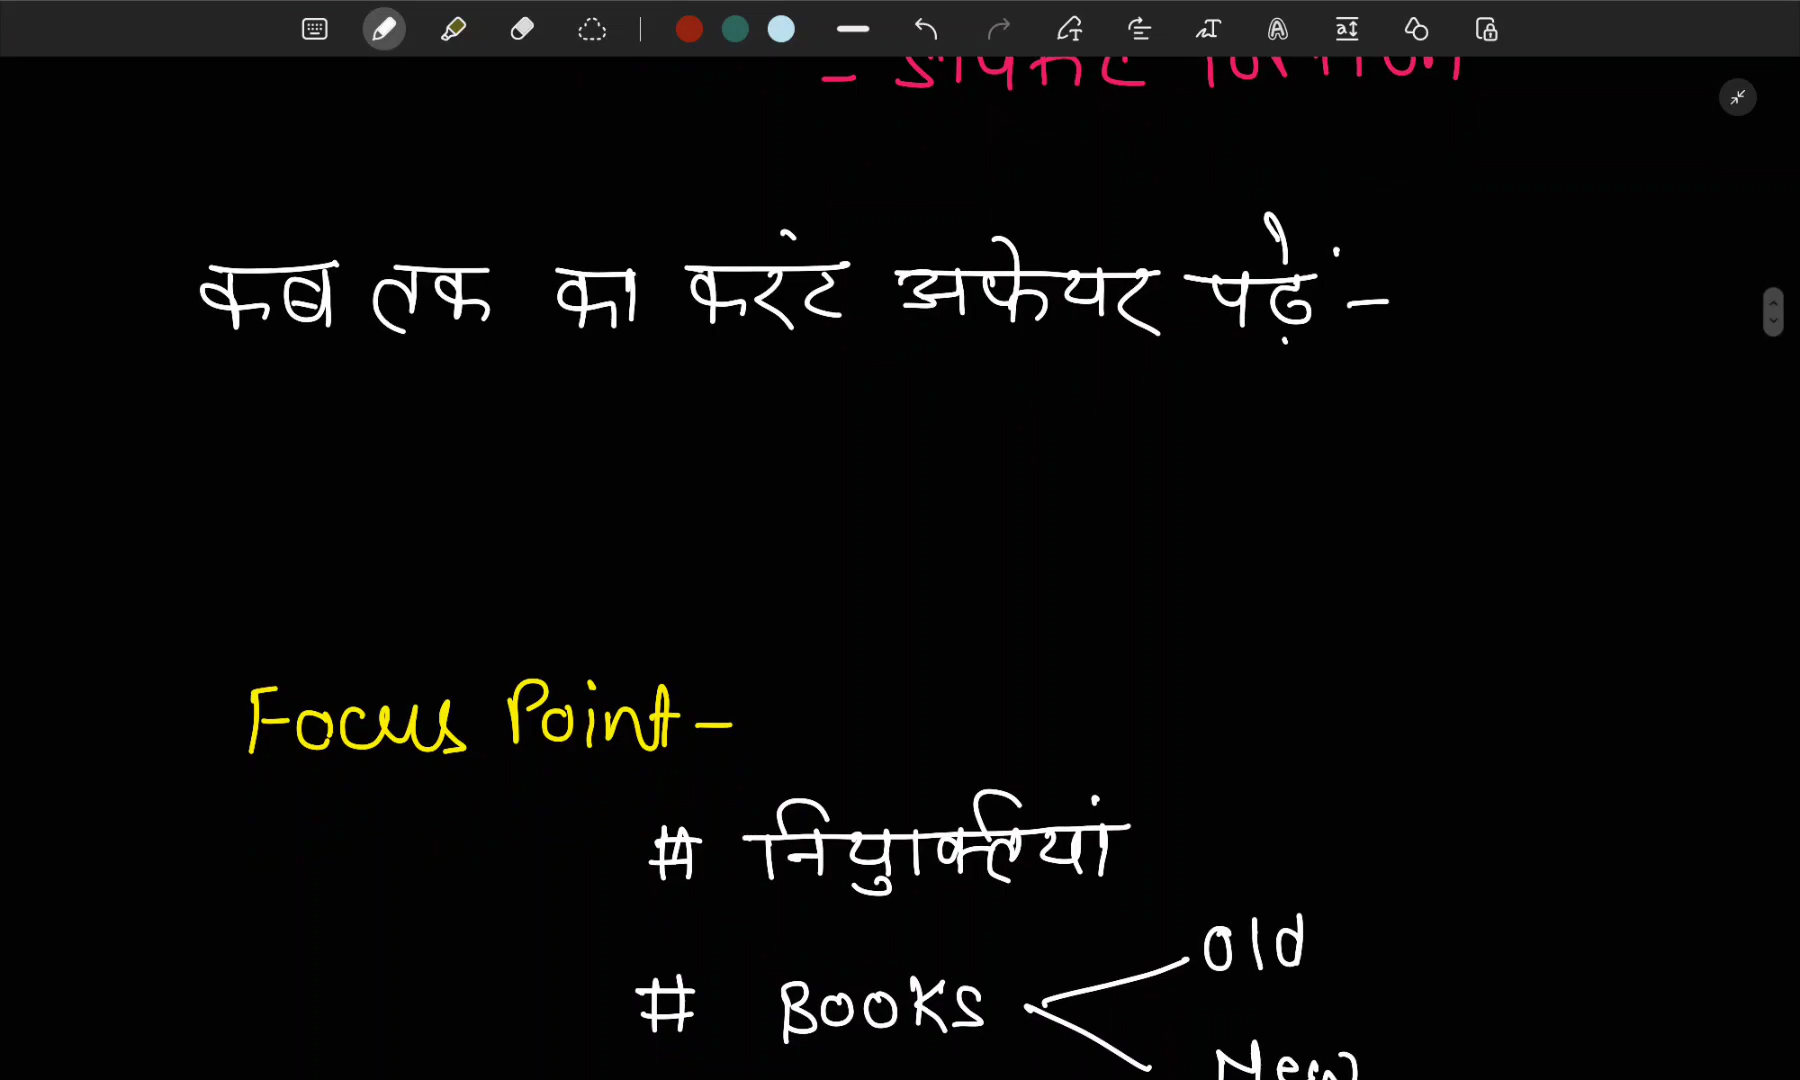 कब तक का करंट अफेयर पढ़ें -
Focus Point -
# नियुक्तियां
Old
# Books
New